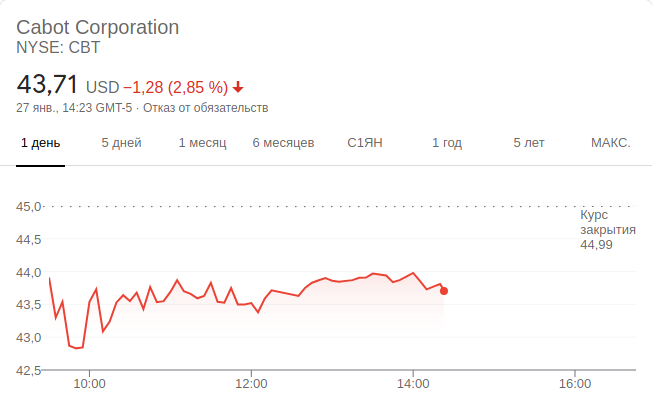 Cabot Corporation
NYSE: CBT
43,71 USD −1,28 (2,85 %)
27 янв., 14:23 GMT-5 · Отказ от обязательств
1 день 5 дней 1 месяц 6 месяцев С1ЯН 1 год 5 лет МАКС.
45,0
Курс
закрытия
44,99
44,5
44,0
43,5
43,0
42,5
10:00 12:00 14:00 16:00